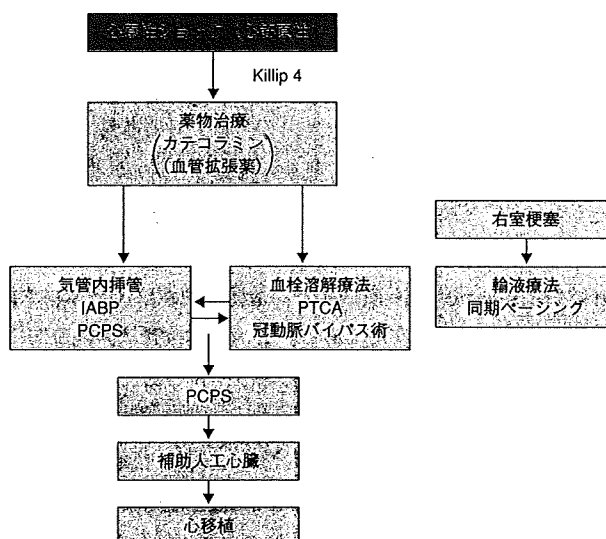 心原性ショック（心筋性）
Killip 4
薬物治療
(カテコラミン
(血管拡張薬))
右室梗塞
気管内挿管
IABP
PCPS
血栓溶解療法
PTCA
冠動脈バイパス術
輸液療法
同期ペーシング
PCPS
補助人工心臓
心移植